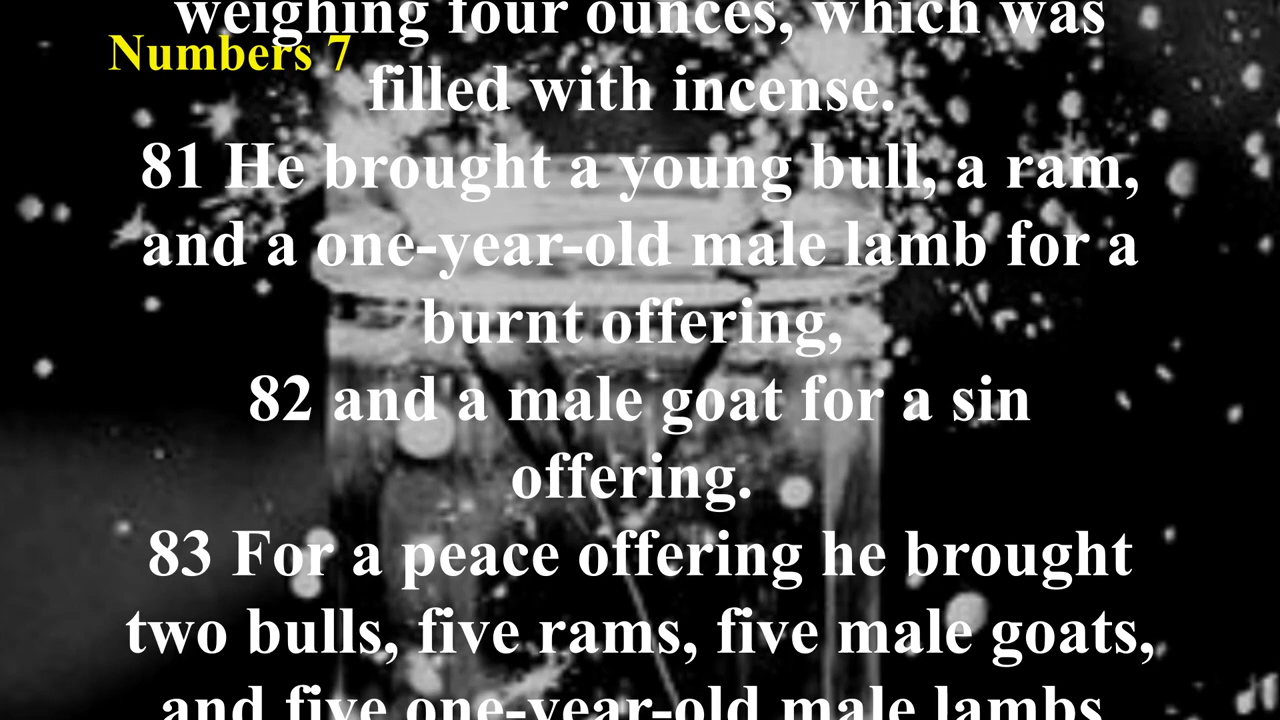 weighing four ounces, which was
Numbers 7
filled with incense.
81 He brought a young bull, a ram,
and a one-year-old male lamb for a
burnt offering,
82 and a male goat for a sin
offering.
83 For a peace offering he brought
two bulls, five rams, five male goats,
and five one-year-old male lambs